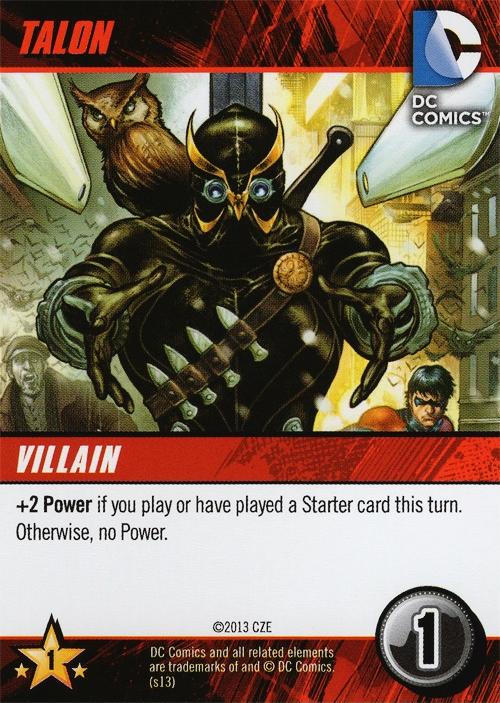 TALON
DC
COMICS™
VILLAIN
+2 Power if you play or have played a Starter card this turn.
Otherwise, no Power.
©2013 CZE
1
DC Comics and all related elements
are trademarks of and © DC Comics.
(s13)
1